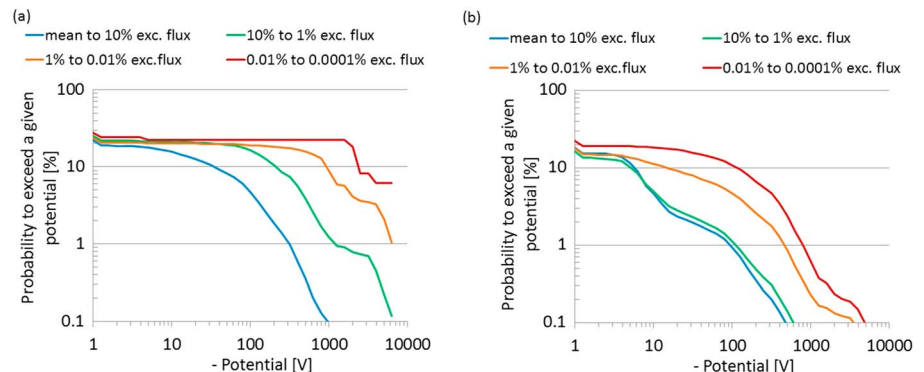 (a)
mean to 10% exc. flux 10% to 1% exc. flux
1% to 0.01% exc.flux 0.01% to 0.0001% exc. flux
Probability to exceed a given
potential [%]
100
10
1
0.1
1 10 100 1000 10000
- Potential [V]
(b)
mean to 10% exc. flux 10% to 1% exc. flux
1% to 0.01% exc.flux 0.01% to 0.0001% exc. flux
Probability to exceed a given
potential [%]
100
10
1
0.1
1 10 100 1000 10000
- Potential [V]